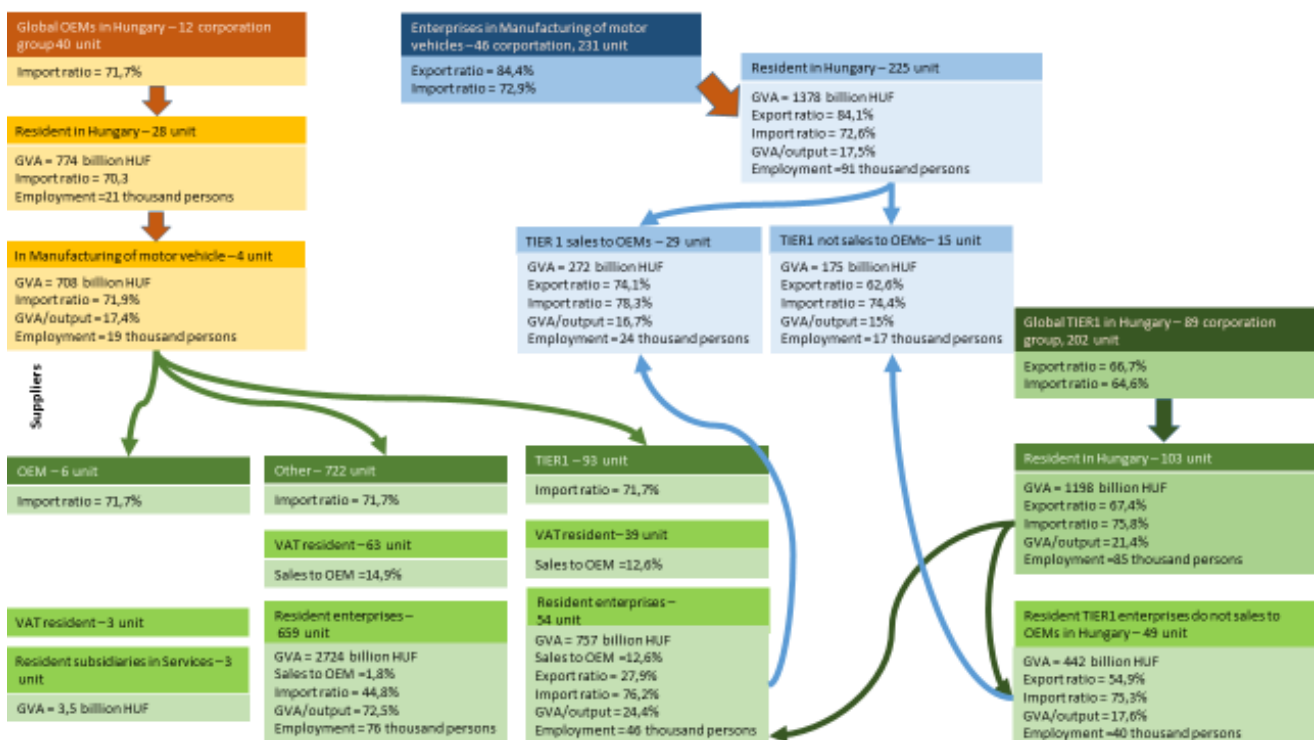 Global OEMs in Hungary – 12 corporation
group 40 unit
Import ratio = 71,7%
Resident in Hungary – 28 unit
GVA = 774 billion HUF
Import ratio = 70,3
Employment =21 thousand persons
In Manufacturing of motor vehicle – 4 unit
GVA = 708 billion HUF
Import ratio = 71,9%
GVA/output = 17,4%
Employment = 19 thousand persons
Enterprises in Manufacturing of motor
vehicles – 46 corportation, 231 unit
Export ratio = 84,4%
Import ratio = 72,9%
Resident in Hungary – 225 unit
GVA = 1378 billion HUF
Export ratio = 84,1%
Import ratio = 72,6%
GVA/output = 17,5%
Employment =91 thousand persons
TIER 1 sales to OEMs – 29 unit
GVA = 272 billion HUF
Export ratio = 74,1%
Import ratio = 78,3%
GVA/output = 16,7%
Employment = 24 thousand persons
TIER1 not sales to OEMs– 15 unit
GVA = 175 billion HUF
Export ratio = 62,6%
Import ratio = 74,4%
GVA/output = 15%
Employment = 17 thousand persons
Global TIER1 in Hungary – 89 corporation
group, 202 unit
Export ratio = 66,7%
Import ratio = 64,6%
Suppliers
OEM – 6 unit
Import ratio = 71,7%
VAT resident – 3 unit
Resident subsidiaries in Services – 3
unit
GVA = 3,5 billion HUF
Other – 722 unit
Import ratio = 71,7%
VAT resident – 63 unit
Sales to OEM =14,9%
Resident enterprises –
659 unit
GVA = 2724 billion HUF
Sales to OEM =1,8%
Import ratio = 44,8%
GVA/output = 72,5%
Employment = 76 thousand persons
TIER1 – 93 unit
Import ratio = 71,7%
VAT resident – 39 unit
Sales to OEM =12,6%
Resident enterprises –
54 unit
GVA = 757 billion HUF
Sales to OEM =12,6%
Export ratio = 27,9%
Import ratio = 76,2%
GVA/output = 24,4%
Employment =46 thousand persons
Resident in Hungary – 103 unit
GVA = 1198 billion HUF
Export ratio = 67,4%
Import ratio = 75,8%
GVA/output = 21,4%
Employment =85 thousand persons
Resident TIER1 enterprises do not sales to
OEMs in Hungary – 49 unit
GVA = 442 billion HUF
Export ratio = 54,9%
Import ratio = 75,3%
GVA/output = 17,6%
Employment =40 thousand persons